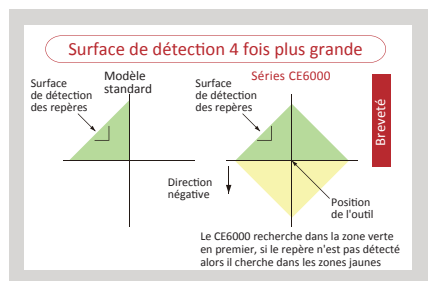 Surface de détection 4 fois plus grande
Modèle
standard
Surface
de détection
des repères
Séries CE6000
Surface
de détection
des repères
Breveté
Direction
négative
Position
de l'outil
Le CE6000 recherche dans la zone verte
en premier, si le repère n'est pas détecté
alors il cherche dans les zones jaunes